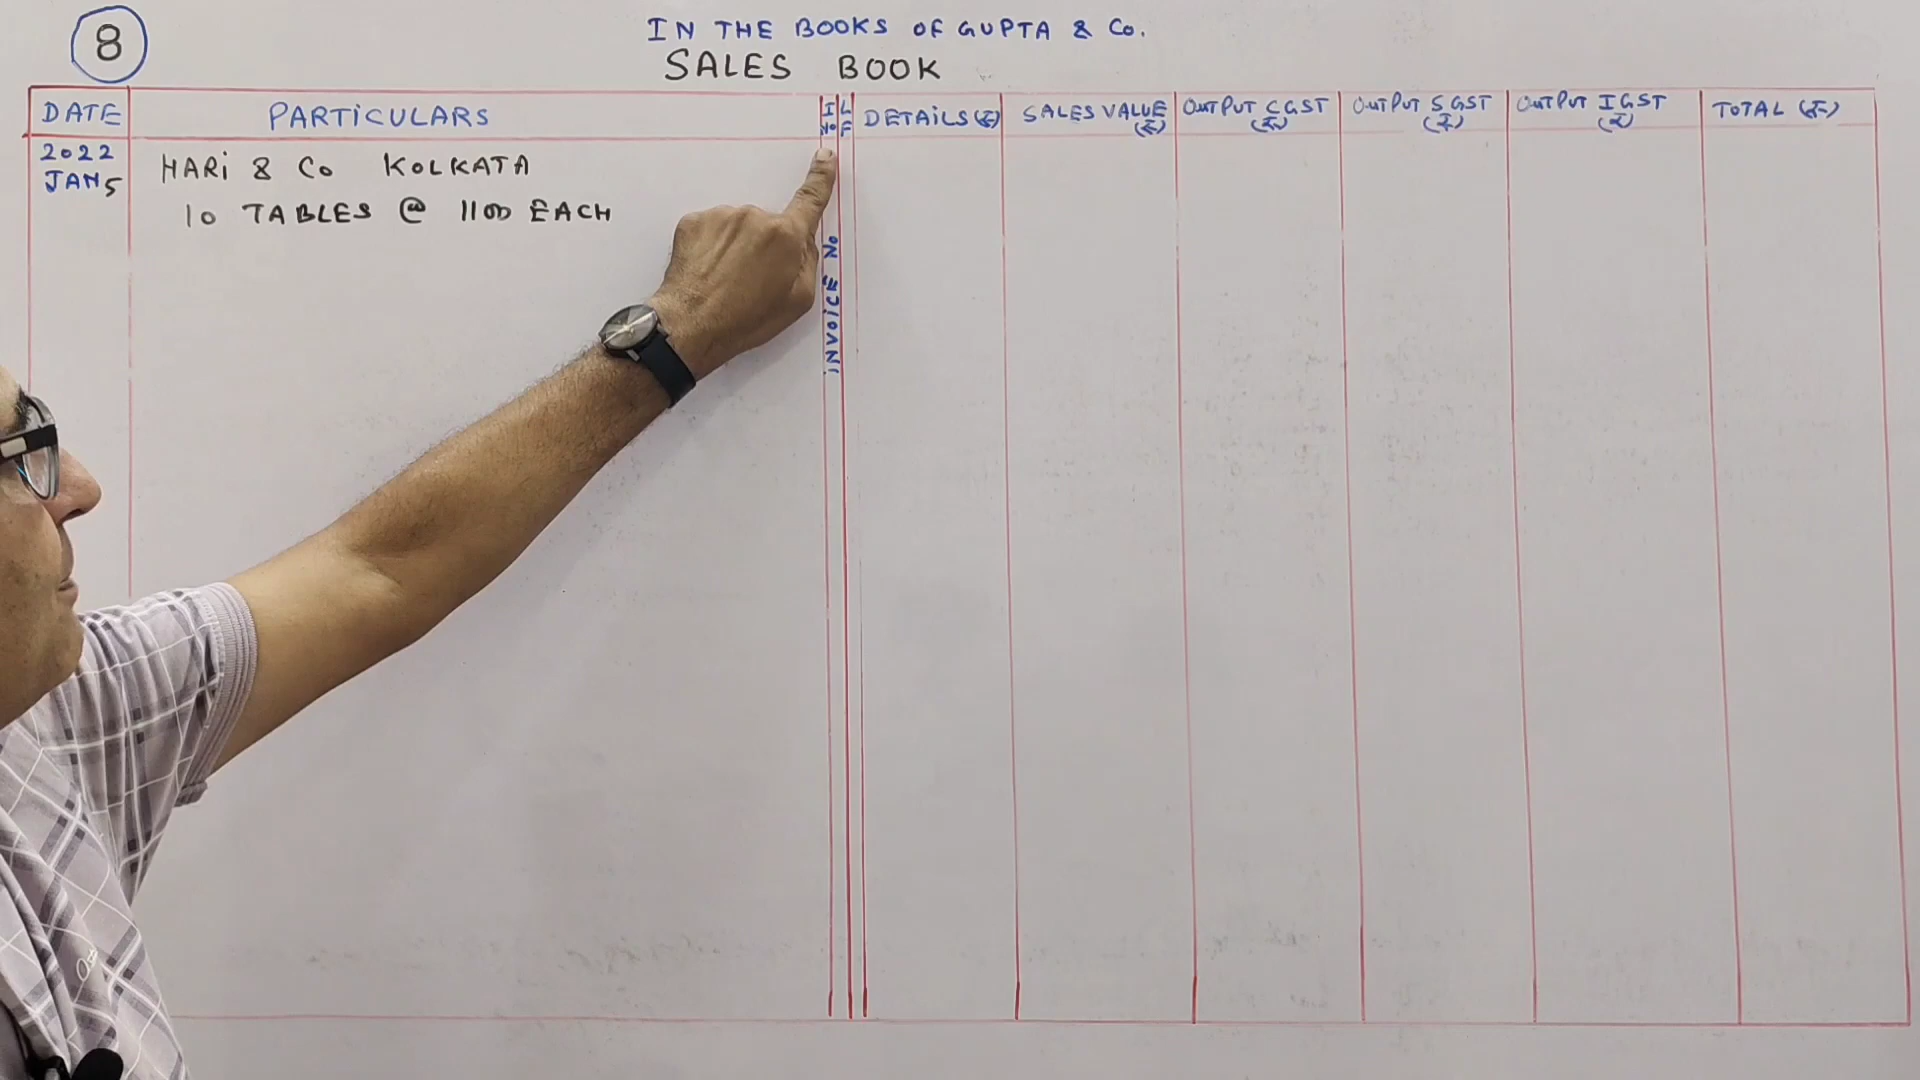 8
IN THE BOOKS OF GUPTA & Co.
SALES BOOK
DATE PARTICULARS I No L F DETAILS (₹) SALES VALUE (₹) OUTPUT CGST (₹) OUTPUT SGST (₹) OUTPUT IGST (₹) TOTAL (₹)
2022
JAN 5 HARi & Co KOLKATA
10 TABLES @ 1100 EACH
iNVOiCE No